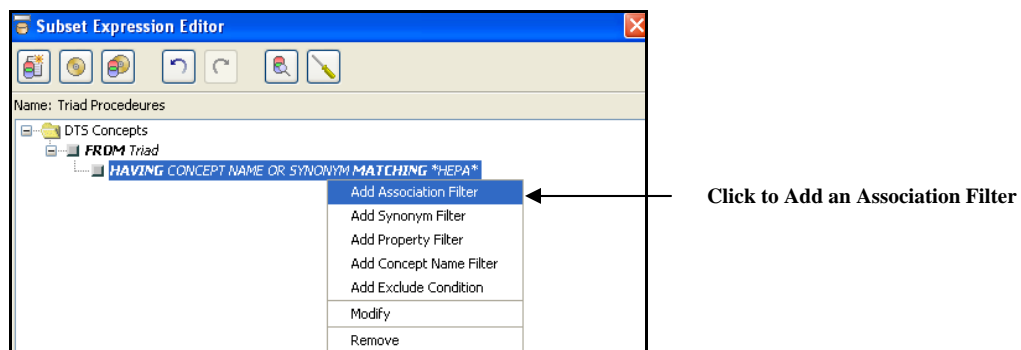 Subset Expression Editor
Name: Triad Procedeures
DTS Concepts
FROM Triad
HAVING CONCEPT NAME OR SYNONYM MATCHING *HEPA*
Add Association Filter
Click to Add an Association Filter
Add Synonym Filter
Add Property Filter
Add Concept Name Filter
Add Exclude Condition
Modify
Remove